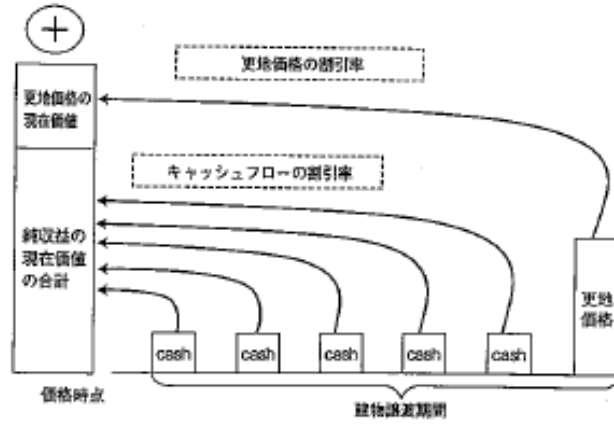 +
更地価格の割引率
更地価格の
現在価値
キャッシュフローの割引率
純収益の
現在価値
の合計
更地
価格
cash
cash
cash
cash
cash
価格時点
建物譲渡期間